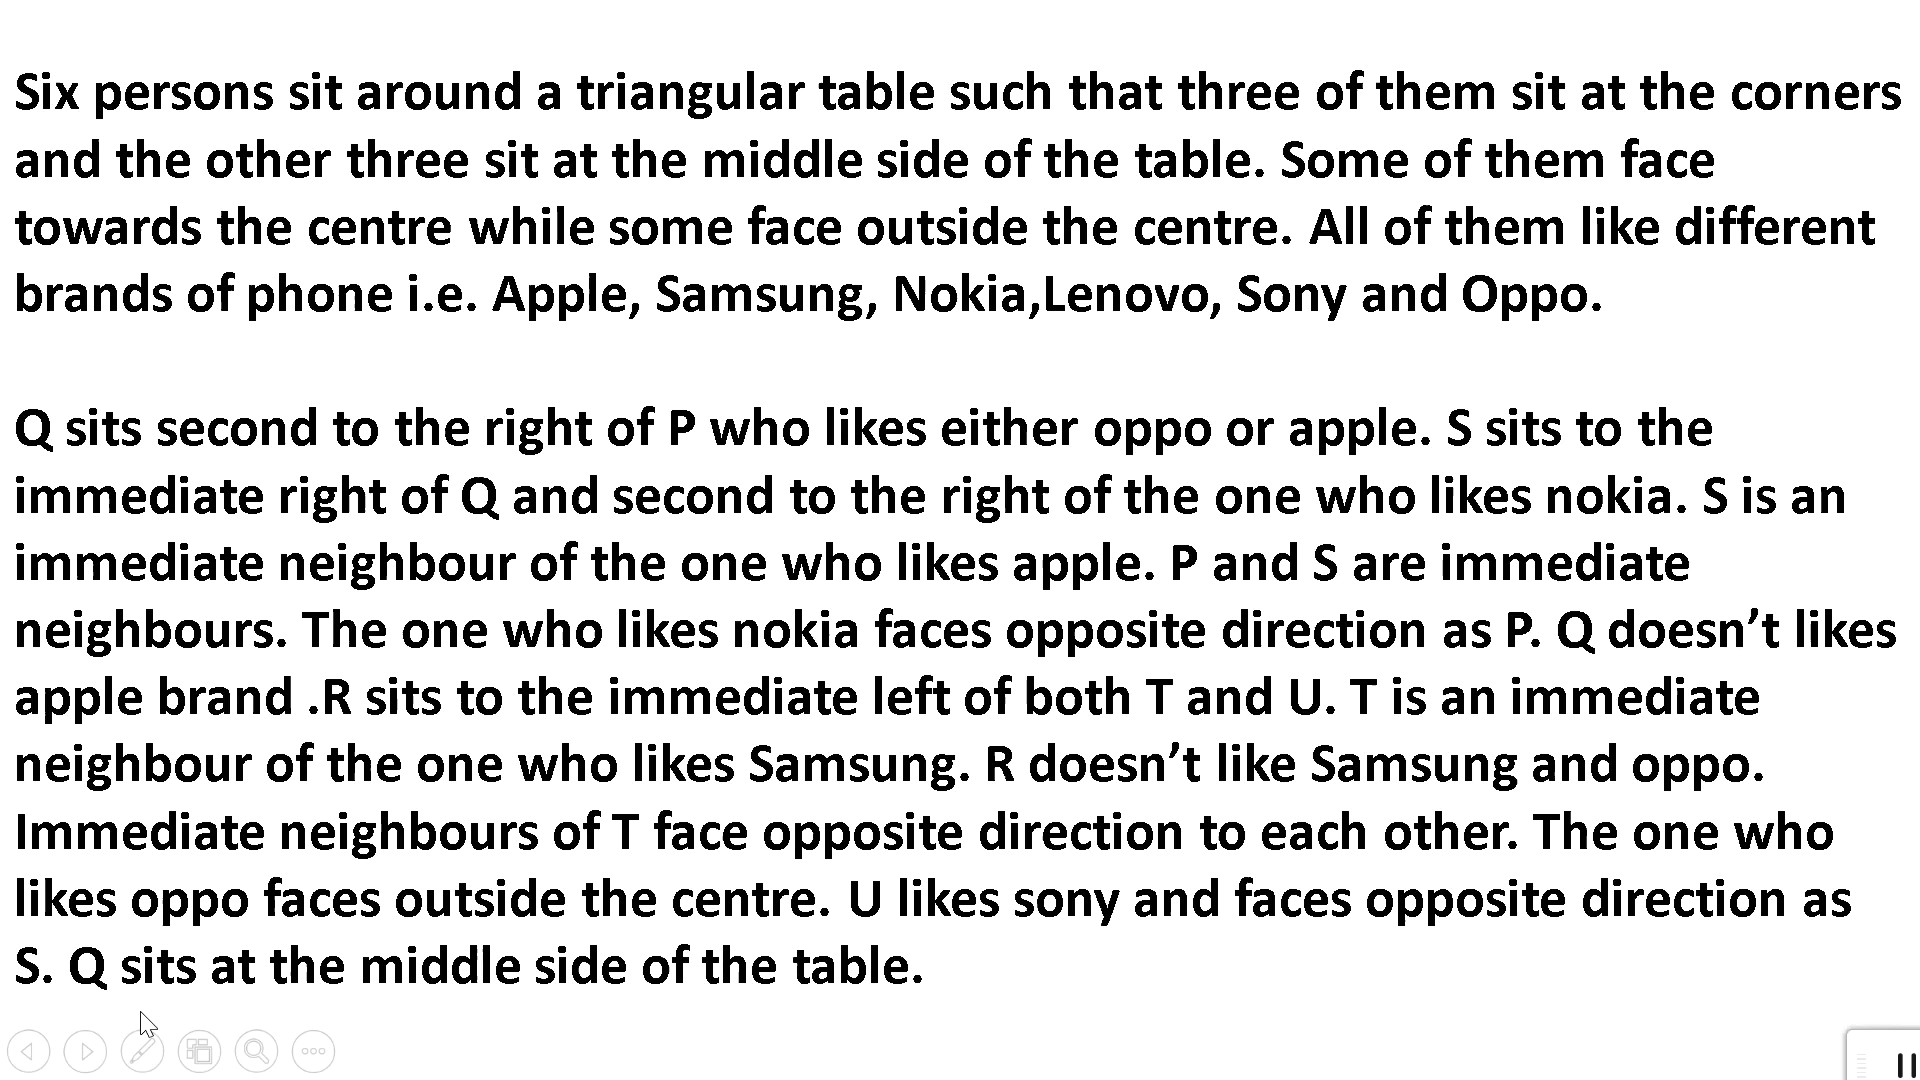 Six persons sit around a triangular table such that three of them sit at the corners
and the other three sit at the middle side of the table. Some of them face
towards the centre while some face outside the centre. All of them like different
brands of phone i.e. Apple, Samsung, Nokia,Lenovo, Sony and Oppo.
Q sits second to the right of P who likes either oppo or apple. S sits to the
immediate right of Q and second to the right of the one who likes nokia. S is an
immediate neighbour of the one who likes apple. P and S are immediate
neighbours. The one who likes nokia faces opposite direction as P. Q doesn’t likes
apple brand .R sits to the immediate left of both T and U. T is an immediate
neighbour of the one who likes Samsung. R doesn’t like Samsung and oppo.
Immediate neighbours of T face opposite direction to each other. The one who
likes oppo faces outside the centre. U likes sony and faces opposite direction as
S. Q sits at the middle side of the table.